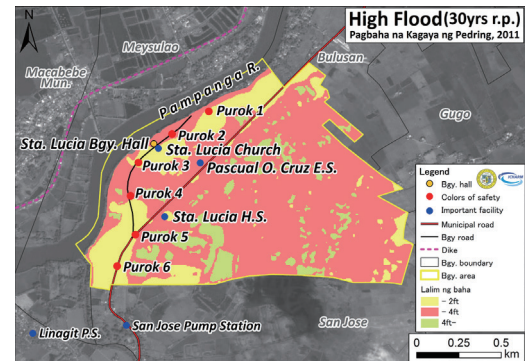 High Flood(30yrs r.p.)
Pagbaha na Kagaya ng Pedring, 2011
N
Meysulao
Bulusan
Macabebe
Mun.
Pampanga R.
Gugo
Purok 1
Purok 2
Sta. Lucia Bgy. Hall
Sta. Lucia Church
Purok 3
Pascual O. Cruz E.S.
Purok 4
Sta. Lucia H.S.
Purok 5
Purok 6
San Jose Pump Station
San Jose
Linagit P.S.
Legend
Bgy. hall
Colors of safety
Important facility
Municipal road
Bgy road
Dike
Bgy. boundary
Bgy. area
Lalim ng baha
- 2ft
- 4ft
4ft-
0 0.25 0.5
km